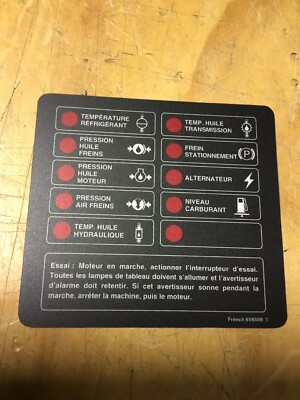 TEMPÉRATURE
RÉFRIGÉRANT
PRESSION
HUILE
FREINS
PRESSION
HUILE
MOTEUR
PRESSION
AIR FREINS
TEMP. HUILE
HYDRAULIQUE
TEMP. HUILE
TRANSMISSION
FREIN
STATIONNEMENT
P
ALTERNATEUR
NIVEAU
CARBURANT
Essai : Moteur en marche, actionner l'interrupteur d'essai.
Toutes les lampes de tableau doivent s'allumer et l'avertisseur
d'alarme doit retentir. Si cet avertisseur sonne pendant la
marche, arrêter la machine, puis le moteur.
French 6V6509 1